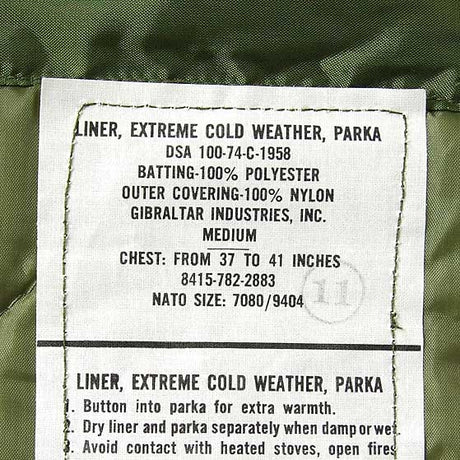 LINER, EXTREME COLD WEATHER, PARKA
DSA 100-74-C-1958
BATTING-100% POLYESTER
OUTER COVERING-100% NYLON
GIBRALTAR INDUSTRIES, INC.
MEDIUM
CHEST: FROM 37 TO 41 INCHES
8415-782-2883
NATO SIZE: 7080/9404
11
LINER, EXTREME COLD WEATHER, PARKA
1. Button into parka for extra warmth.
2. Dry liner and parka separately when damp or wet.
3. Avoid contact with heated stoves, open fires